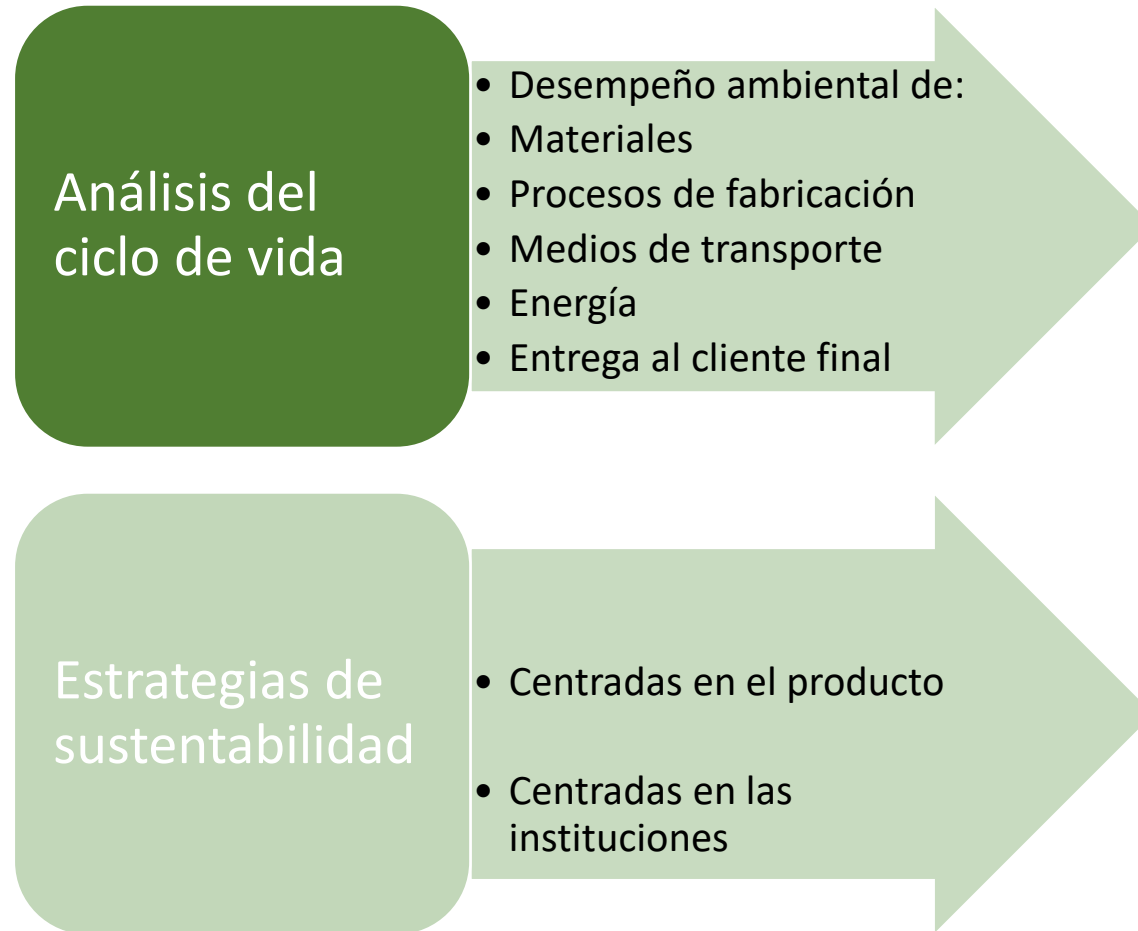 Análisis del
ciclo de vida
• Desempeño ambiental de:
• Materiales
• Procesos de fabricación
• Medios de transporte
• Energía
• Entrega al cliente final
Estrategias de
sustentabilidad
• Centradas en el producto
• Centradas en las
instituciones